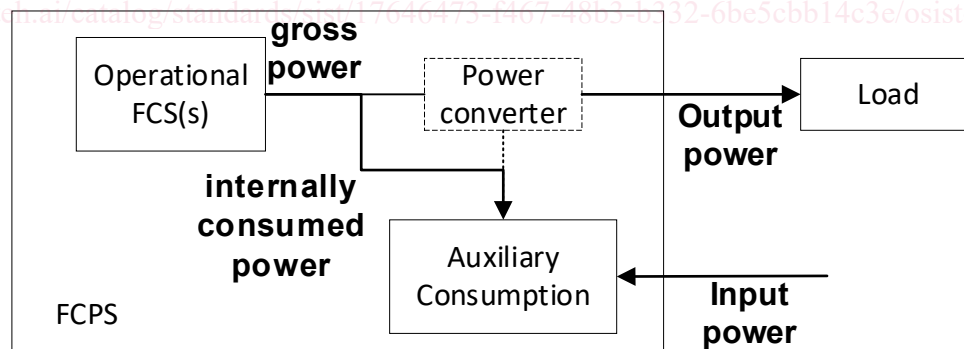 ch.ai/catalog/standards/sist/17646473-f467-48b3-b332-6be5cbb14c3e/osist
gross
power
Operational
FCS(s)
Power
converter
Load
Output
power
internally
consumed
power
Auxiliary
Consumption
Input
power
FCPS